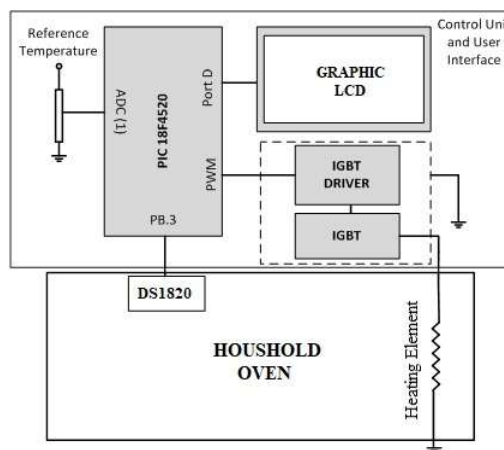 Reference
Temperature
ADC (1)
PIC 18F4520
Port D
PWM
PB.3
GRAPHIC
LCD
Control Uni
and User
Interface
IGBT
DRIVER
IGBT
DS1820
HOUSHOLD
OVEN
Heating Element